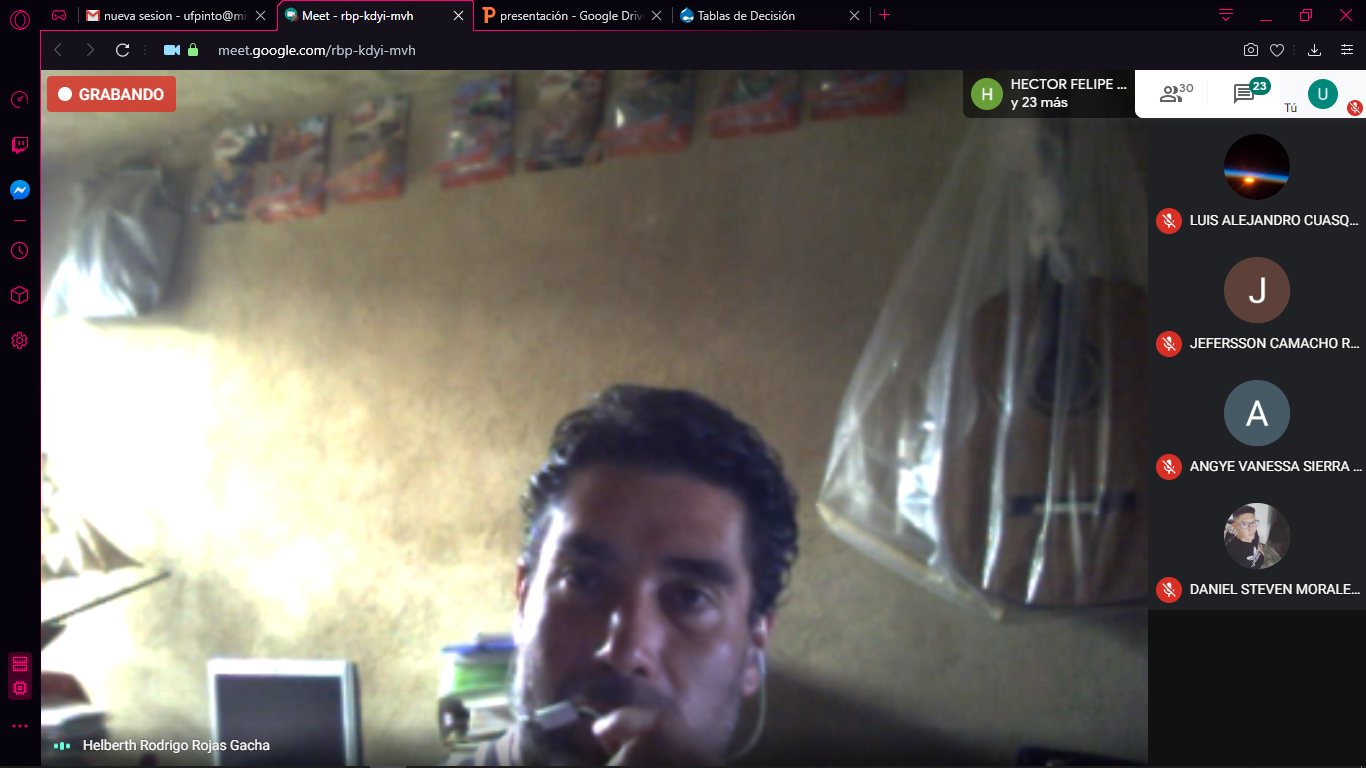 nueva sesion - ufpinto@mi
Meet - rbp-kdyi-mvh
presentación - Google Driv
Tablas de Decisión
meet.google.com/rbp-kdyi-mvh
GRABANDO
H
HECTOR FELIPE ...
y 23 más
30
23
Tú
U
LUIS ALEJANDRO CUASQ...
J
JEFERSSON CAMACHO R...
A
ANGYE VANESSA SIERRA ...
DANIEL STEVEN MORALE...
Helberth Rodrigo Rojas Gacha